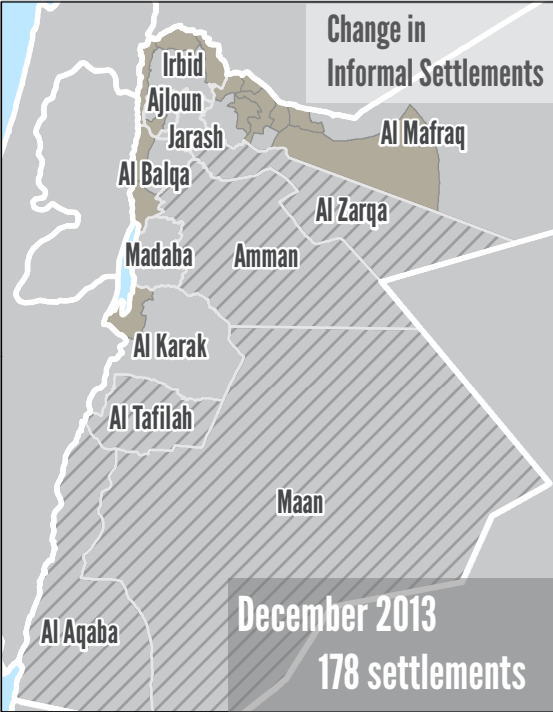 Change in
Informal Settlements
Irbid
Ajloun
Jarash
Al Mafraq
Al Balqa
Al Zarqa
Madaba
Amman
Al Karak
Al Tafilah
Maan
Al Aqaba
December 2013
178 settlements